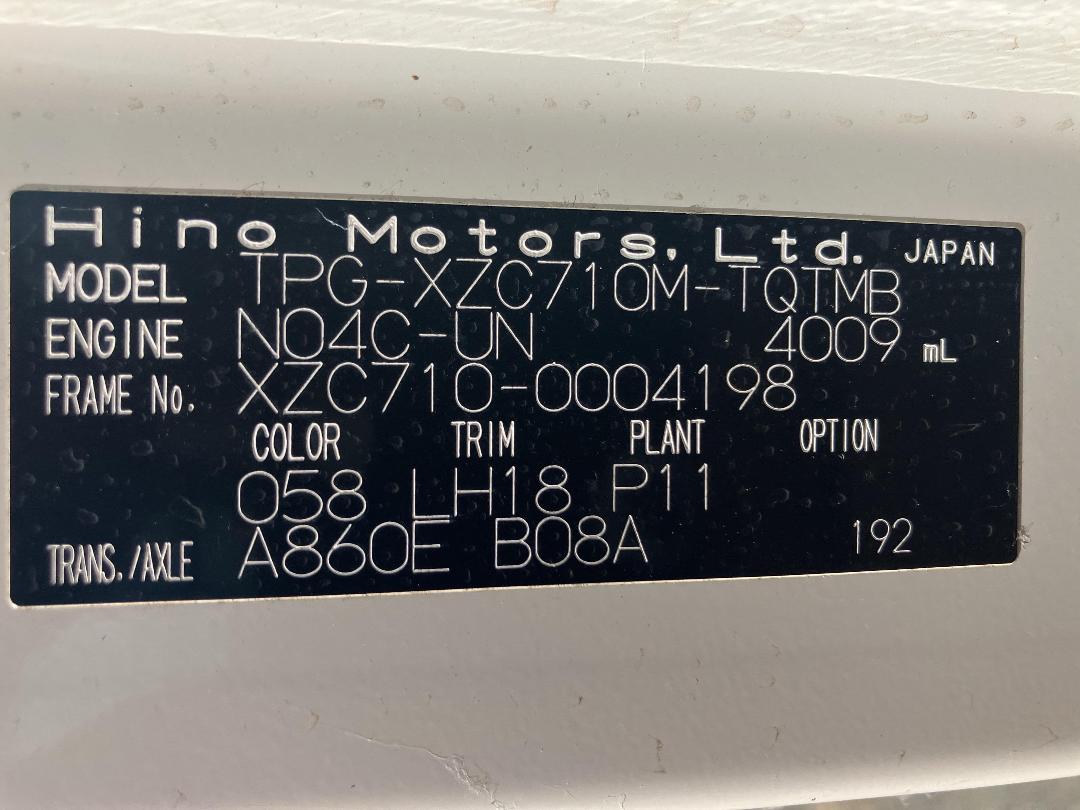 Hino Motors, Ltd. JAPAN
MODEL TPG-XZC710M-TQTMB
ENGINE N04C-UN 4009 mL
FRAME No. XZC710-0004198
COLOR TRIM PLANT OPTION
058 LH18 P11
TRANS./AXLE A860E B08A 192